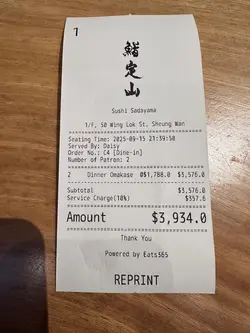 1
鮨
定
山
Sushi Sadayama
1/F, 50 Wing Lok St, Sheung Wan
Seating Time: 2025-09-15 21:39:50
Served By: Daisy
Order No.: C4 [Dine-in]
Number of Patron: 2
2 Dinner Omakase @$1,788.0 $3,576.0
Subtotal $3,576.0
Service Charge(10%) $357.6
Amount $3,934.0
Thank You
Powered by Eats365
REPRINT